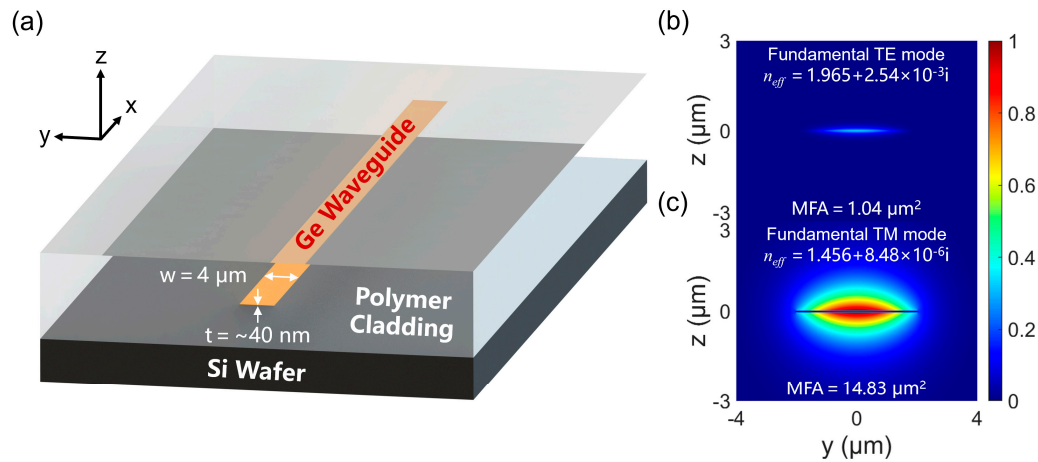 (a)
z
x
y
Ge Waveguide
w = 4 μm
t = ~40 nm
Polymer
Cladding
Si Wafer
(b)
3
Fundamental TE mode
n_eff = 1.965+2.54×10⁻³i
z (μm)
0
MFA = 1.04 μm²
-3
(c)
3
Fundamental TM mode
n_eff = 1.456+8.48×10⁻⁶i
z (μm)
0
MFA = 14.83 μm²
-3
-4
0
4
y (μm)
1
0.8
0.6
0.4
0.2
0